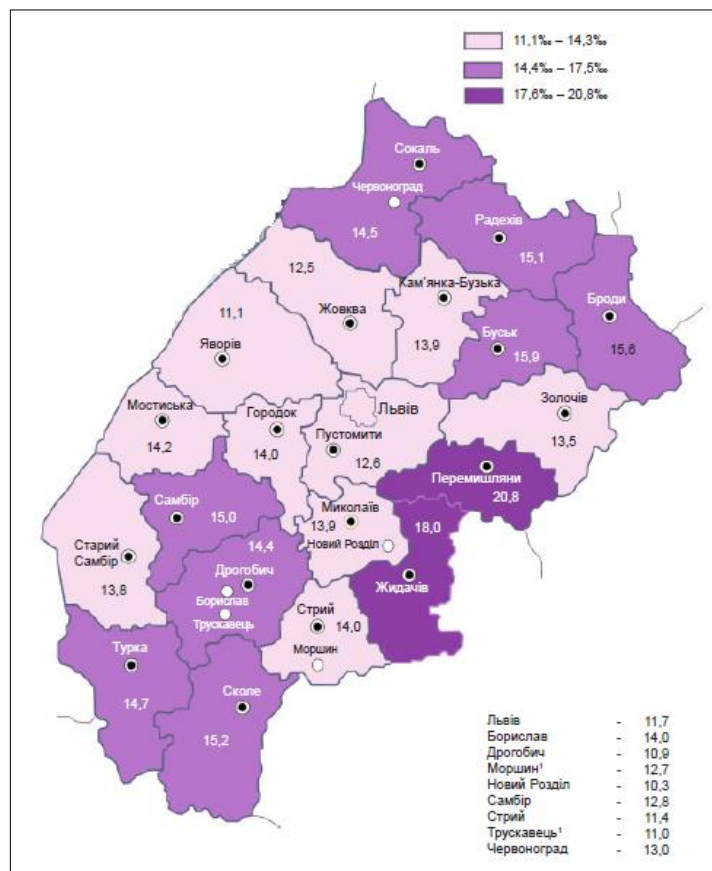 11,1‰ – 14,3‰
14,4‰ – 17,5‰
17,6‰ – 20,8‰
Сокаль
Червоноград
14,5
Радехів
15,1
12,5
Кам'янка-Бузька
Броди
11,1
Жовква
Буськ
13,9
15,9
15,6
Яворів
Мостиська
Городок
Львів
Золочів
14,2
14,0
Пустомити
12,6
13,5
Перемишляни
20,8
Самбір
15,0
Миколаїв
13,9
18,0
14,4
Новий Розділ
Старий
Самбір
13,8
Дрогобич
Жидачів
Борислав
Трускавець
Стрий
14,0
Моршин
Турка
14,7
Сколе
15,2
Львів - 11,7
Борислав - 14,0
Дрогобич - 10,9
Моршин¹ - 12,7
Новий Розділ - 10,3
Самбір - 12,8
Стрий - 11,4
Трускавець¹ - 11,0
Червоноград - 13,0